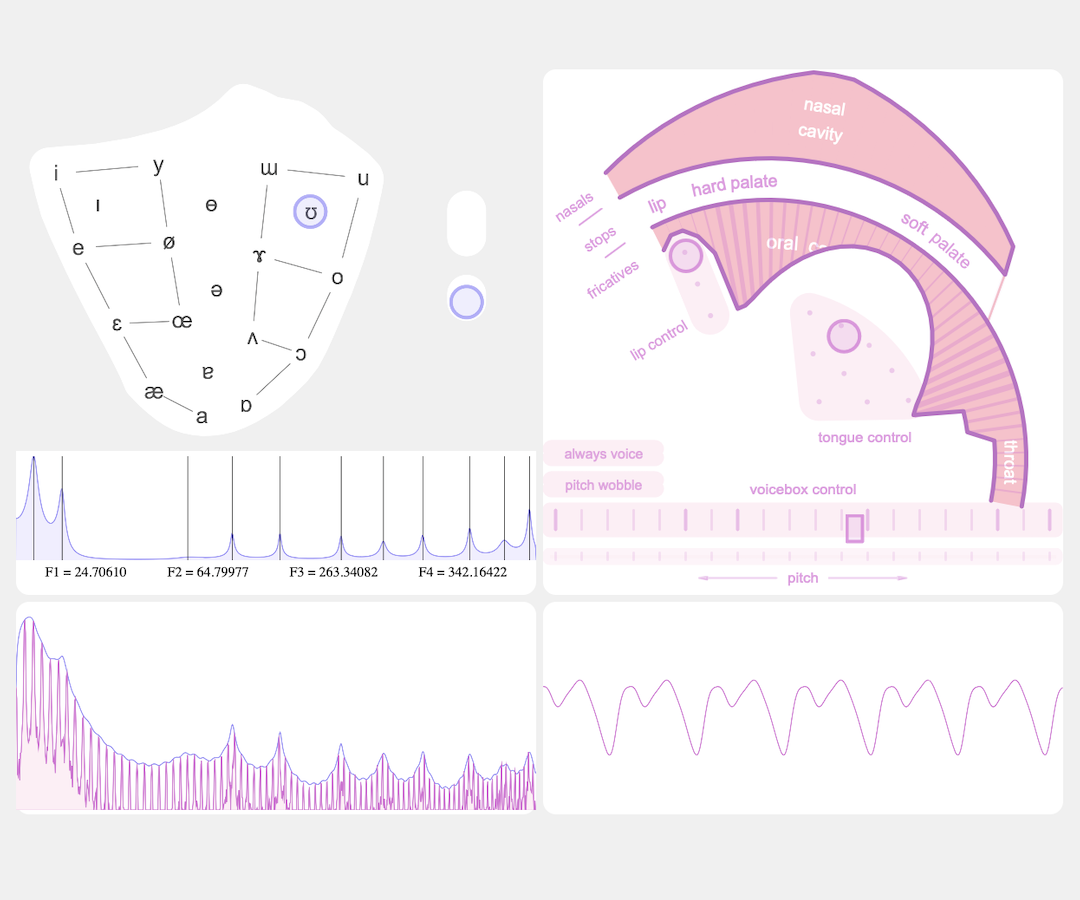 i y ɯ u
ɪ ɵ ʊ
e ø ɤ o
ə
ɛ œ ʌ ɔ
æ ɐ ɒ
a
F1 = 24.70610 F2 = 64.79977 F3 = 263.34082 F4 = 342.16422
nasal
cavity
hard palate
lip
soft palate
nasals
stops
fricatives
oral
lip control
tongue control
throat
always voice
pitch wobble
voicebox control
pitch